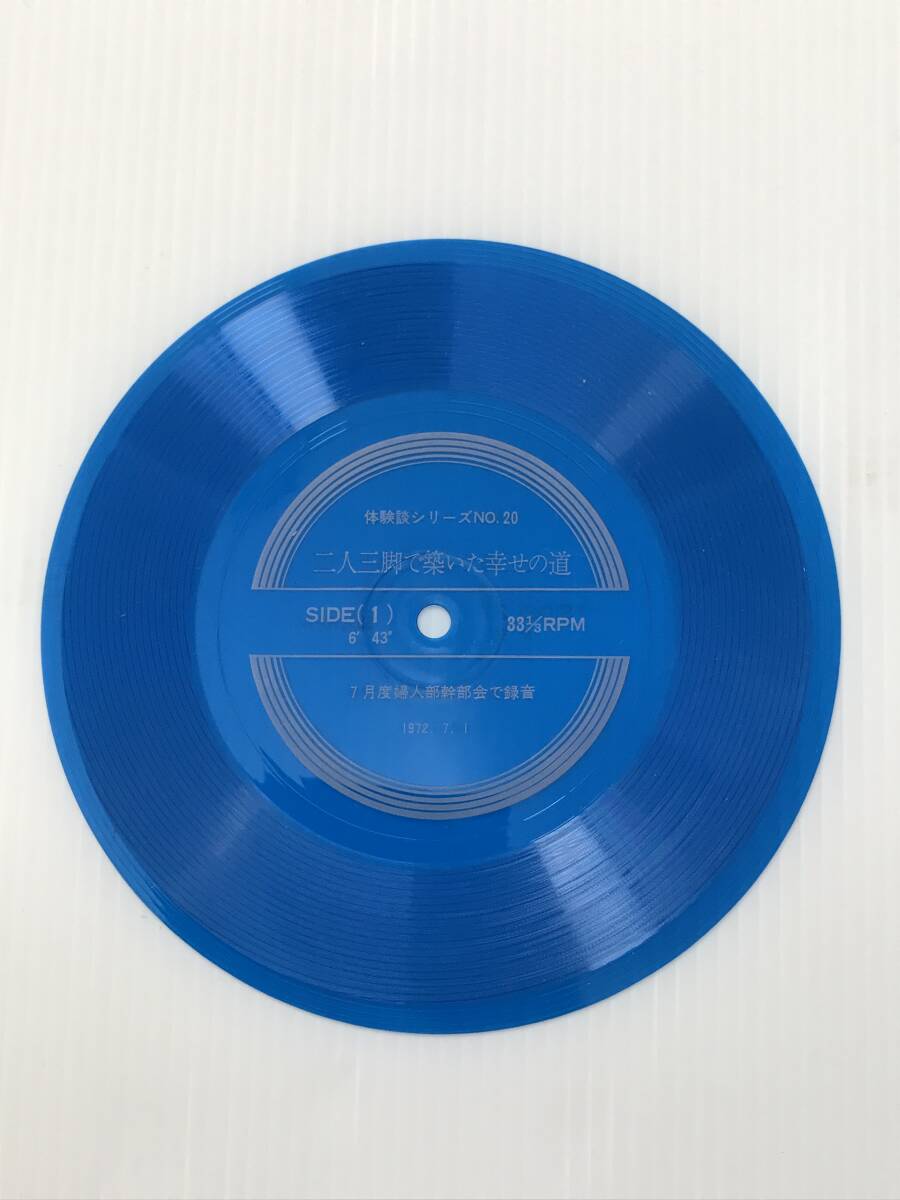 体験談シリーズNO.20
二人三脚で築いた幸せの道
SIDE(1) 33⅓RPM
6′ 43″
7月度婦人部幹部会で録音
1972. 7. 1